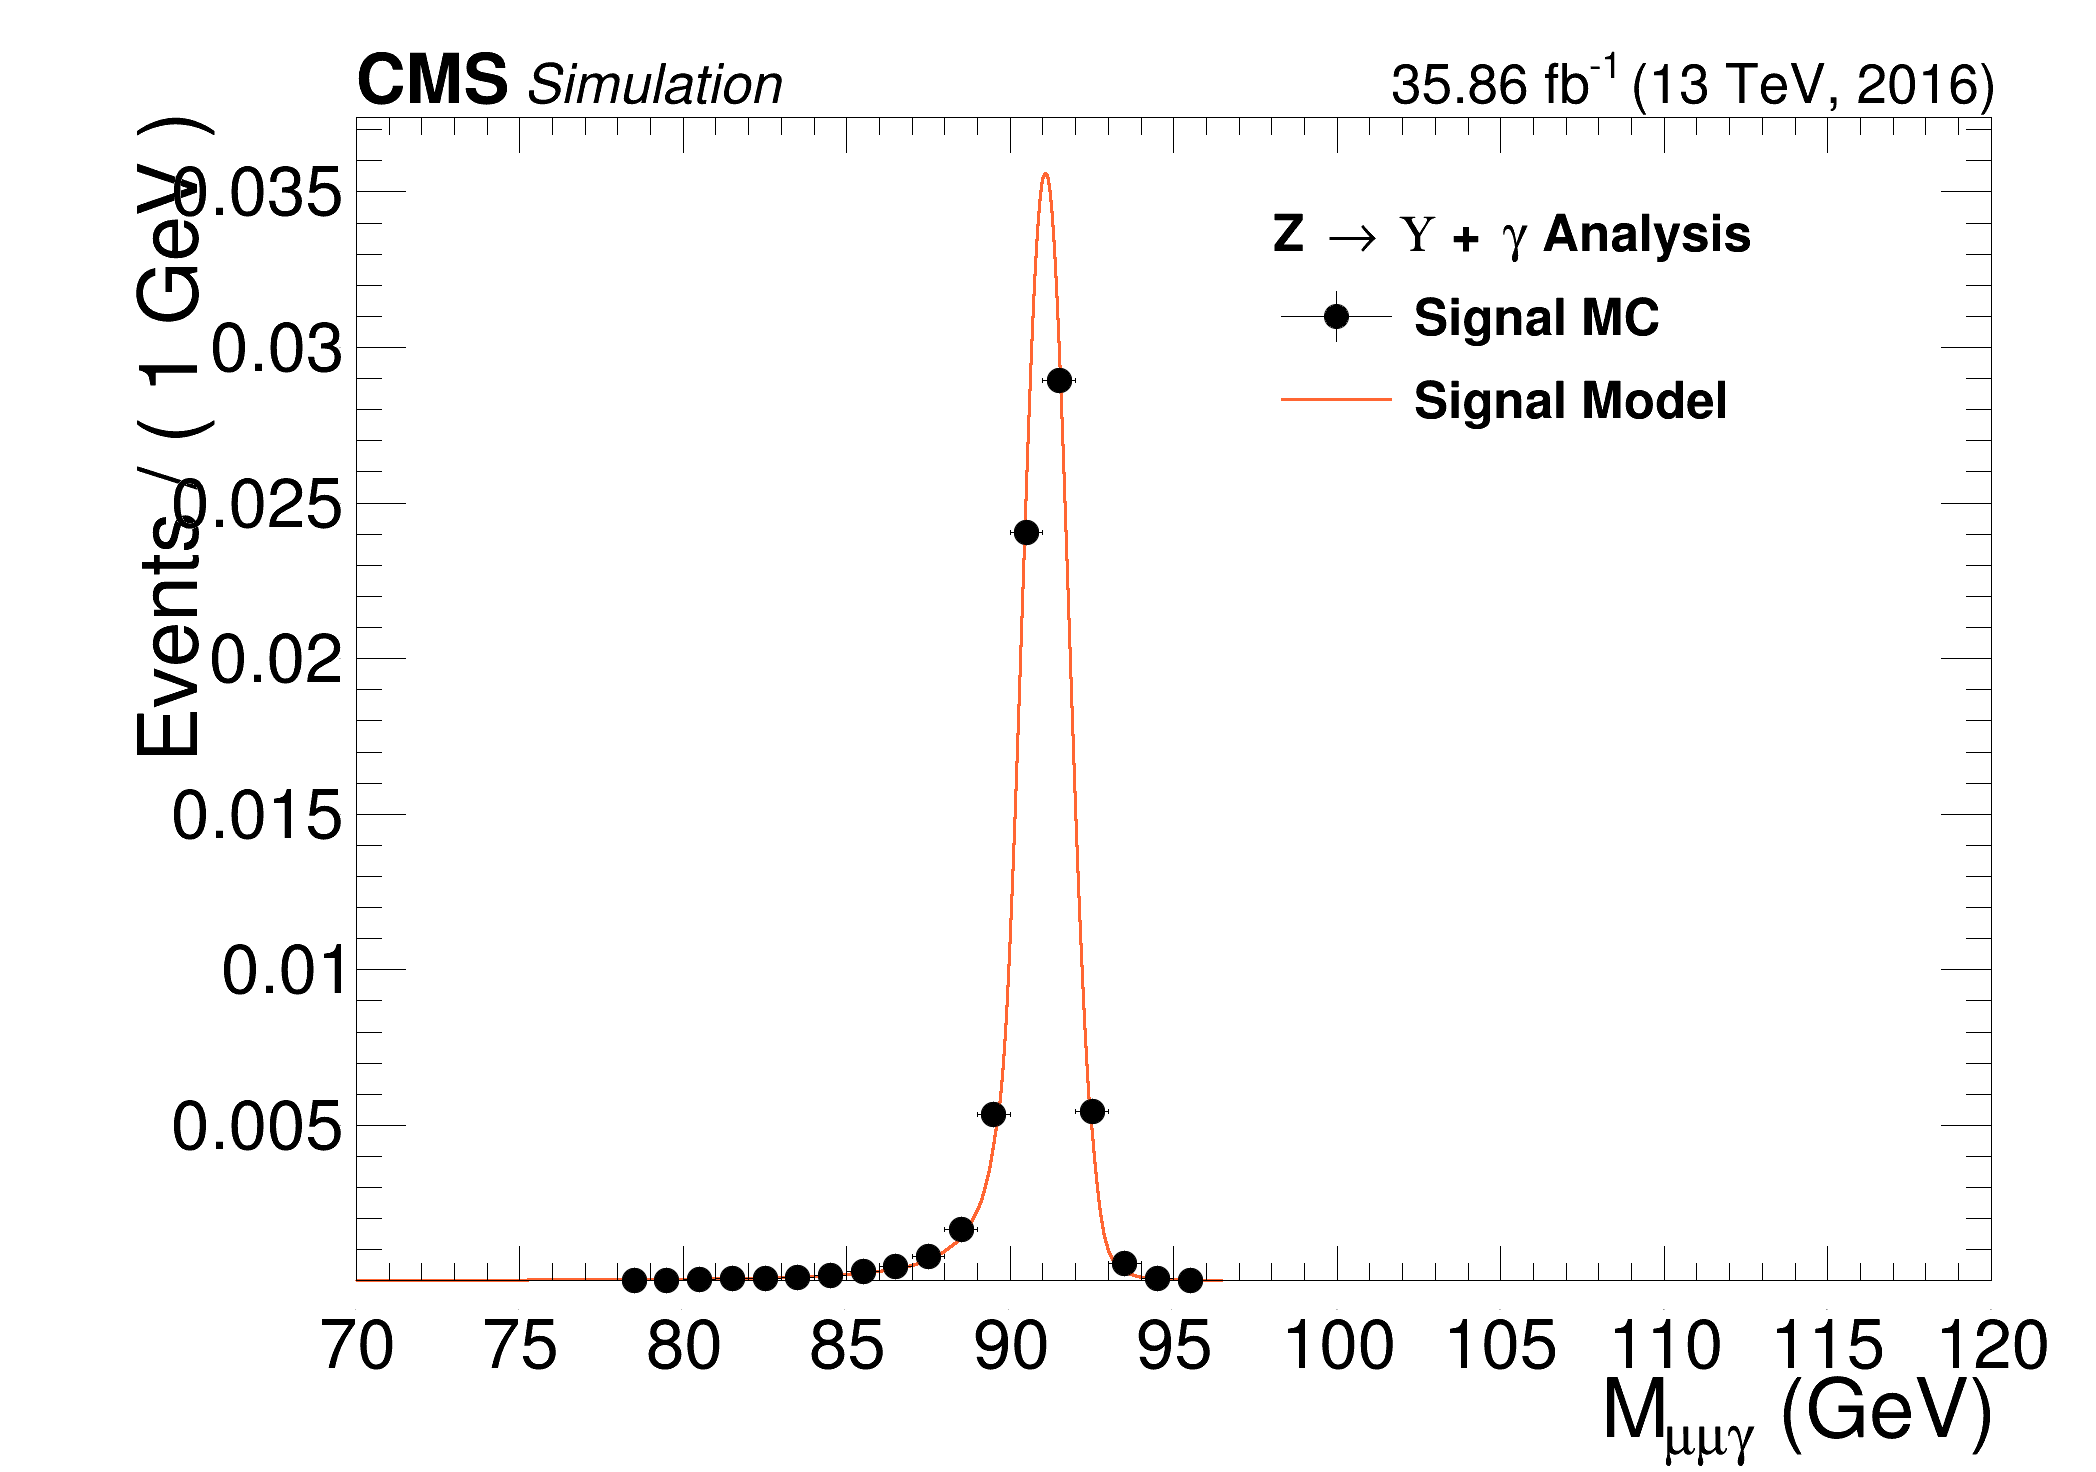 CMS Simulation
35.86 fb⁻¹ (13 TeV, 2016)
Events / ( 1 GeV )
0.035
0.03
0.025
0.02
0.015
0.01
0.005
Z → Υ + γ Analysis
Signal MC
Signal Model
70 75 80 85 90 95 100 105 110 115 120
M_μμγ (GeV)